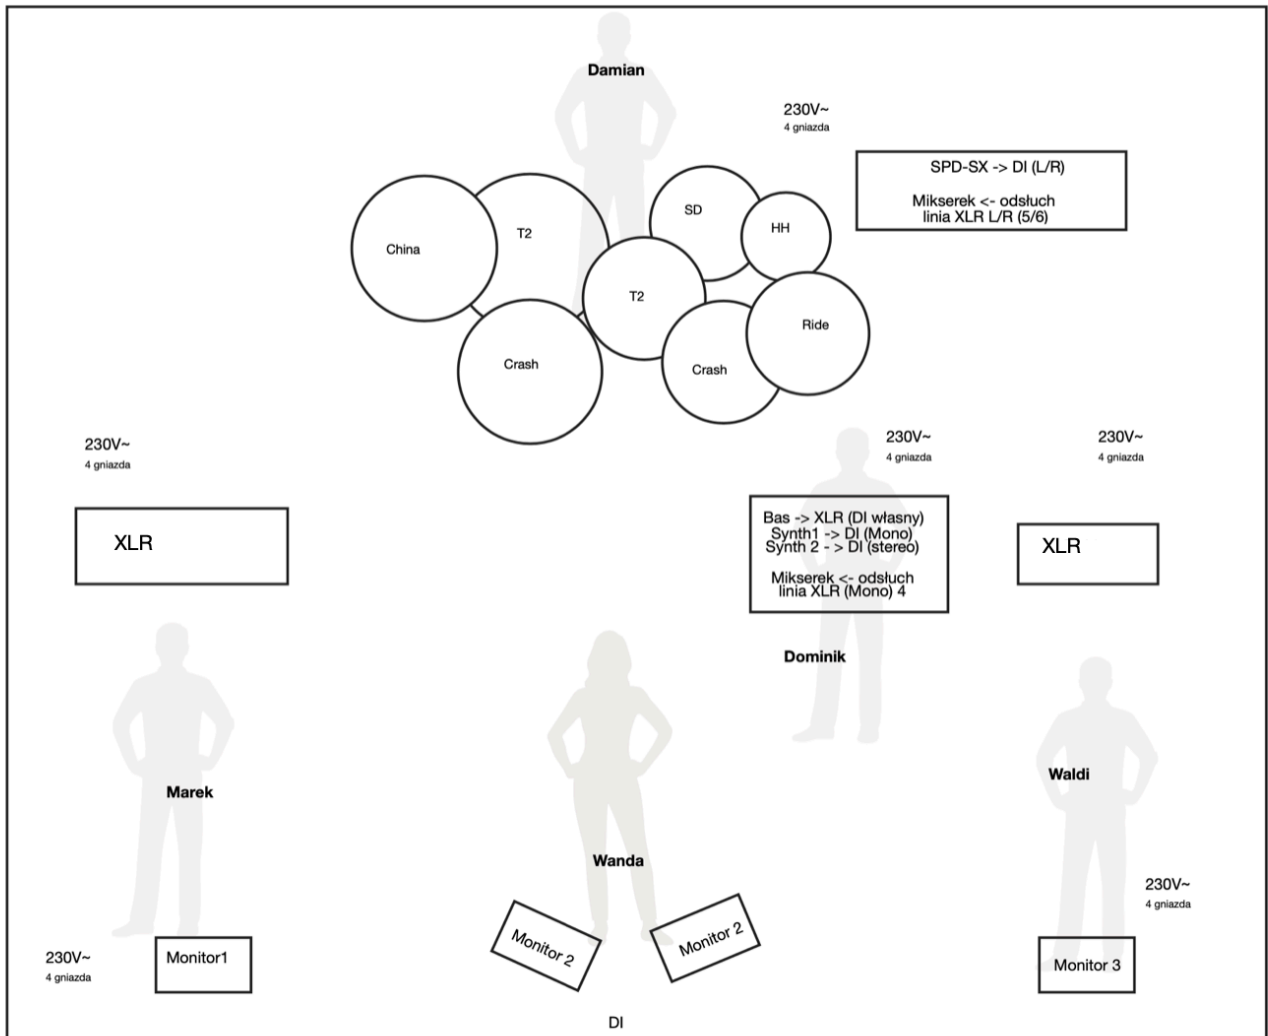 Damian
230V~
4 gniazda
SPD-SX -> DI (L/R)
Mikserek <- odsłuch
linia XLR L/R (5/6)
China
T2
SD
HH
T2
Ride
Crash
Crash
230V~
4 gniazda
230V~
4 gniazda
230V~
4 gniazda
XLR
Bas -> XLR (DI własny)
Synth1 -> DI (Mono)
Synth 2 - > DI (stereo)
Mikserek <- odsłuch
linia XLR (Mono) 4
XLR
Dominik
Marek
Waldi
Wanda
230V~
4 gniazda
230V~
4 gniazda
Monitor1
Monitor 2
Monitor 2
Monitor 3
DI